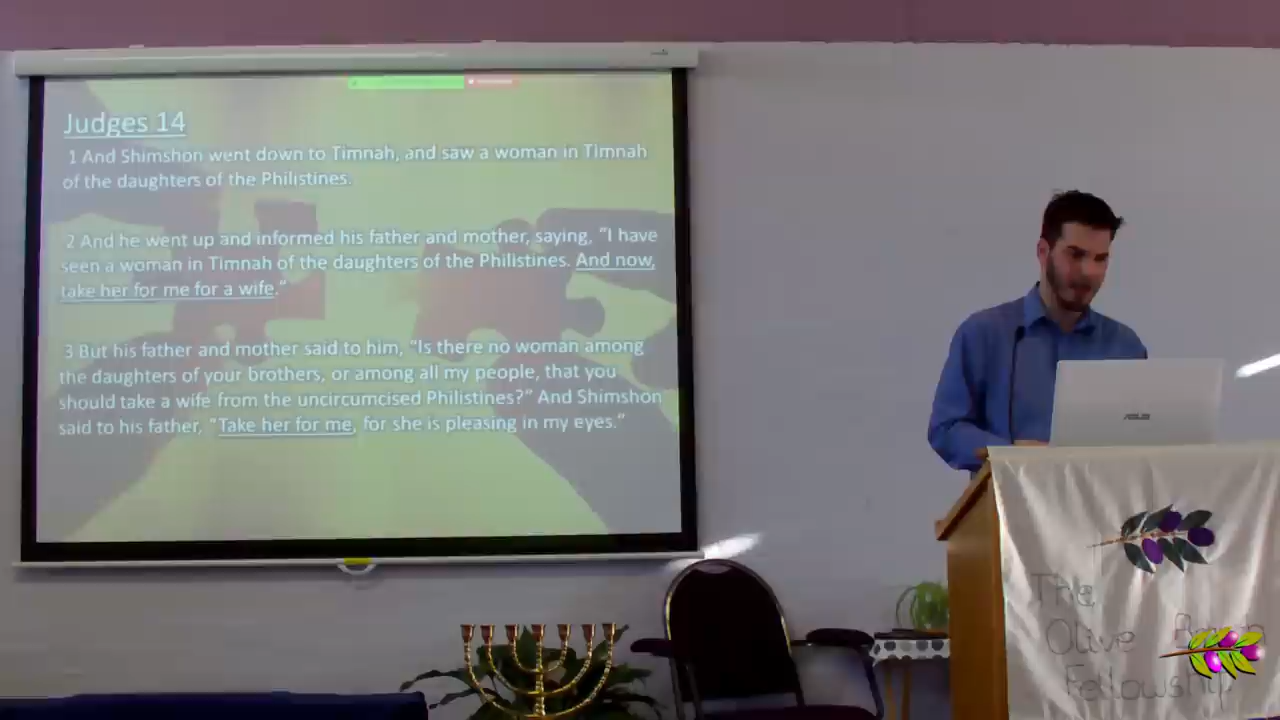 Judges 14
1 And Shimshon went down to Timnah, and saw a woman in Timnah
of the daughters of the Philistines.
2 And he went up and informed his father and mother, saying, “I have
seen a woman in Timnah of the daughters of the Philistines. And now,
take her for me for a wife.”
3 But his father and mother said to him, “Is there no woman among
the daughters of your brothers, or among all my people, that you
should take a wife from the uncircumcised Philistines?” And Shimshon
said to his father, “Take her for me, for she is pleasing in my eyes.”
ASUS
The
Olive
Fellowship